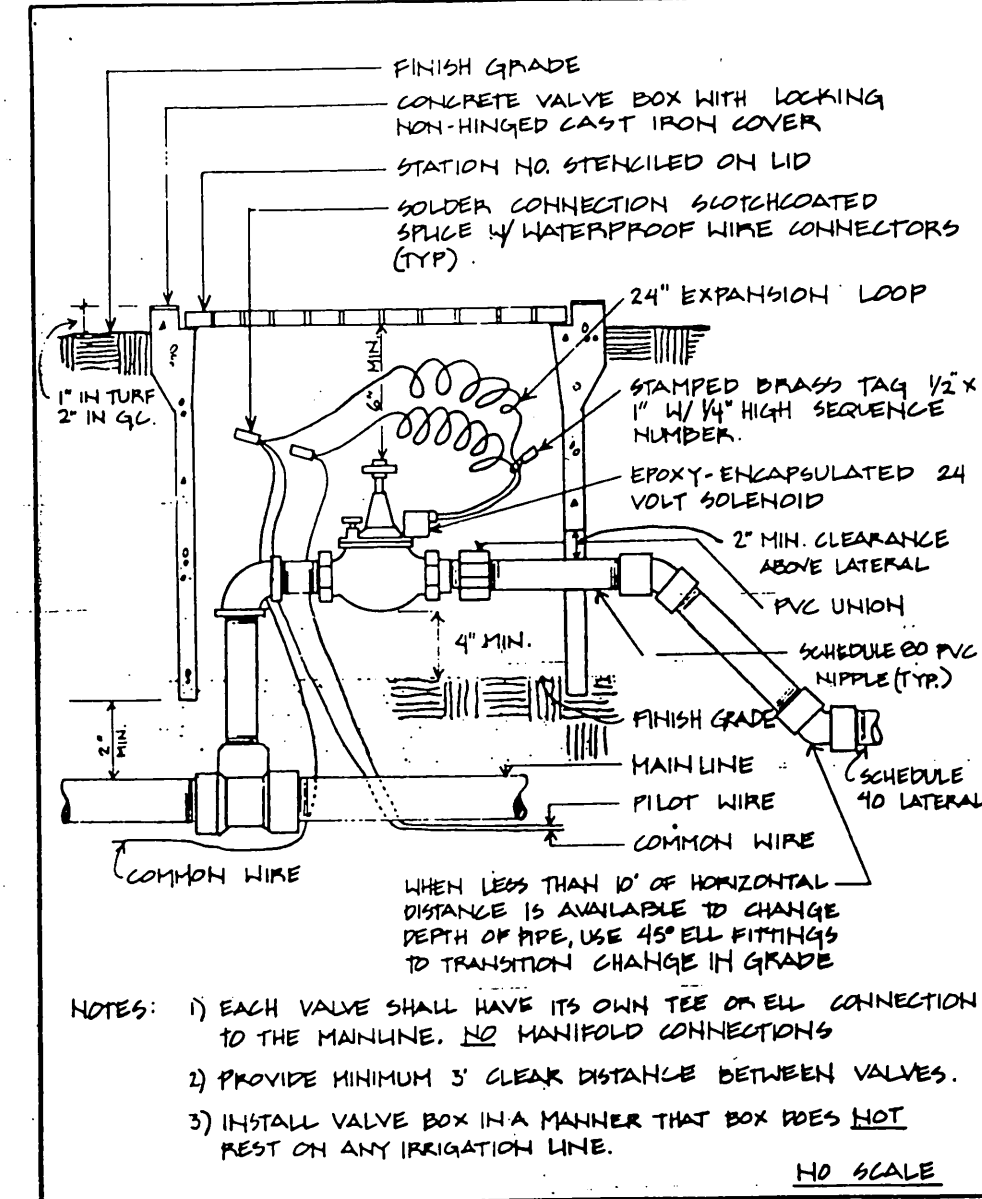 FINISH GRADE
CONCRETE VALVE BOX WITH LOCKING
NON-HINGED CAST IRON COVER
STATION NO. STENCILED ON LID
SOLDER CONNECTION SCOTCHCOATED
SPLICE W/ WATERPROOF WIRE CONNECTORS
(TYP)
24" EXPANSION LOOP
6" MIN
1" IN TURF
2" IN GC.
STAMPED BRASS TAG 1/2" X
1" W/ 1/4" HIGH SEQUENCE
NUMBER.
EPOXY-ENCAPSULATED 24
VOLT SOLENOID
2" MIN. CLEARANCE
ABOVE LATERAL
PVC UNION
4" MIN.
SCHEDULE 80 PVC
NIPPLE (TYP.)
FINISH GRADE
2" MIN.
MAINLINE
SCHEDULE
40 LATERAL
PILOT WIRE
COMMON WIRE
COMMON WIRE
WHEN LESS THAN 10' OF HORIZONTAL
DISTANCE IS AVAILABLE TO CHANGE
DEPTH OF PIPE, USE 45° ELL FITTINGS
TO TRANSITION CHANGE IN GRADE
NOTES: 1) EACH VALVE SHALL HAVE ITS OWN TEE OR ELL CONNECTION
TO THE MAINLINE. NO MANIFOLD CONNECTIONS
2) PROVIDE MINIMUM 3' CLEAR DISTANCE BETWEEN VALVES.
3) INSTALL VALVE BOX IN A MANNER THAT BOX DOES NOT
REST ON ANY IRRIGATION LINE.
NO SCALE